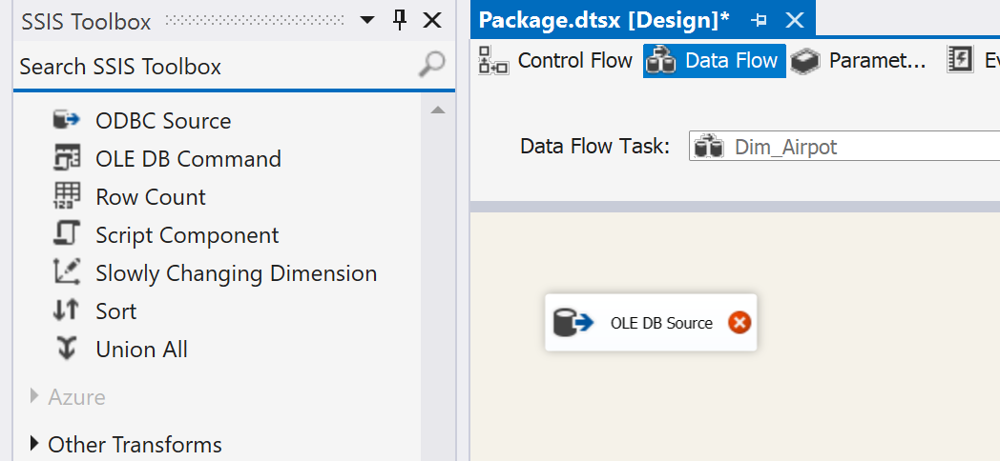 SSIS Toolbox
Search SSIS Toolbox
ODBC Source
OLE DB Command
Row Count
Script Component
Slowly Changing Dimension
Sort
Union All
Azure
Other Transforms
Package.dtsx [Design]*
Control Flow
Data Flow
Paramet...
Ev
Data Flow Task:
Dim_Airpot
OLE DB Source